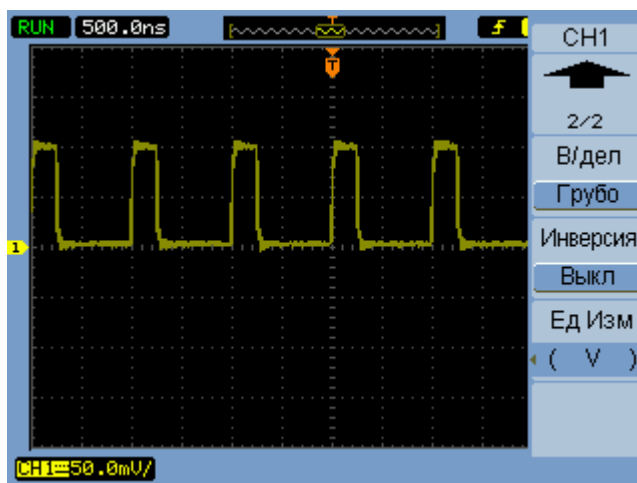 RUN 500.0ns
T
CH1
2/2
В/дел
Грубо
Инверсия
Выкл
Ед Изм
( V )
1
CH1 50.0mV/